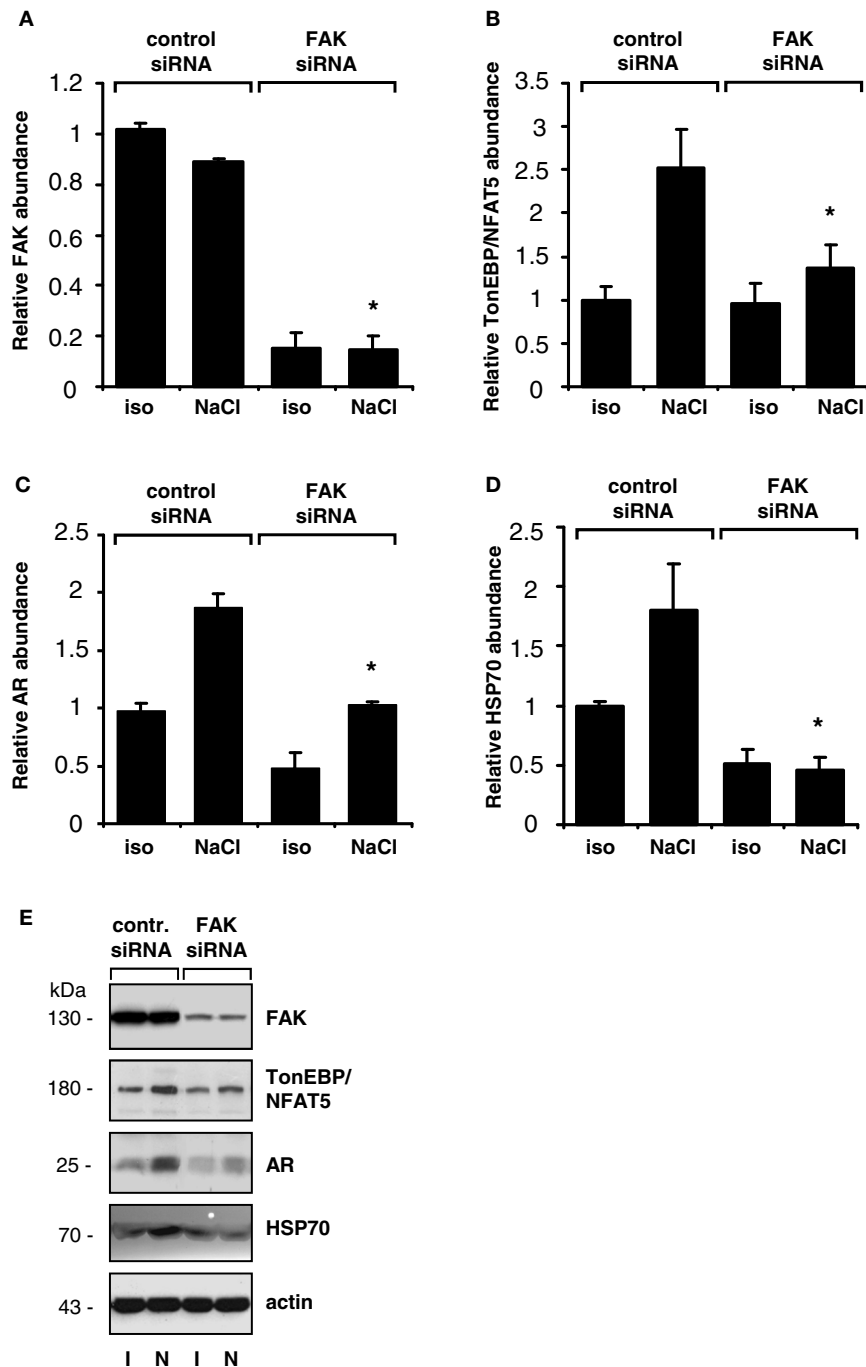 A
control
siRNA
FAK
siRNA
Relative FAK abundance
1.2
1
0.8
0.6
0.4
0.2
0
*
iso
NaCl
iso
NaCl
B
control
siRNA
FAK
siRNA
Relative TonEBP/NFAT5 abundance
3.5
3
2.5
2
1.5
1
0.5
0
*
iso
NaCl
iso
NaCl
C
control
siRNA
FAK
siRNA
Relative AR abundance
2.5
2
1.5
1
0.5
0
*
iso
NaCl
iso
NaCl
D
control
siRNA
FAK
siRNA
Relative HSP70 abundance
2.5
2
1.5
1
0.5
0
*
iso
NaCl
iso
NaCl
E
contr.
siRNA
FAK
siRNA
kDa
130 -
FAK
180 -
TonEBP/
NFAT5
25 -
AR
70 -
HSP70
43 -
actin
I N I N